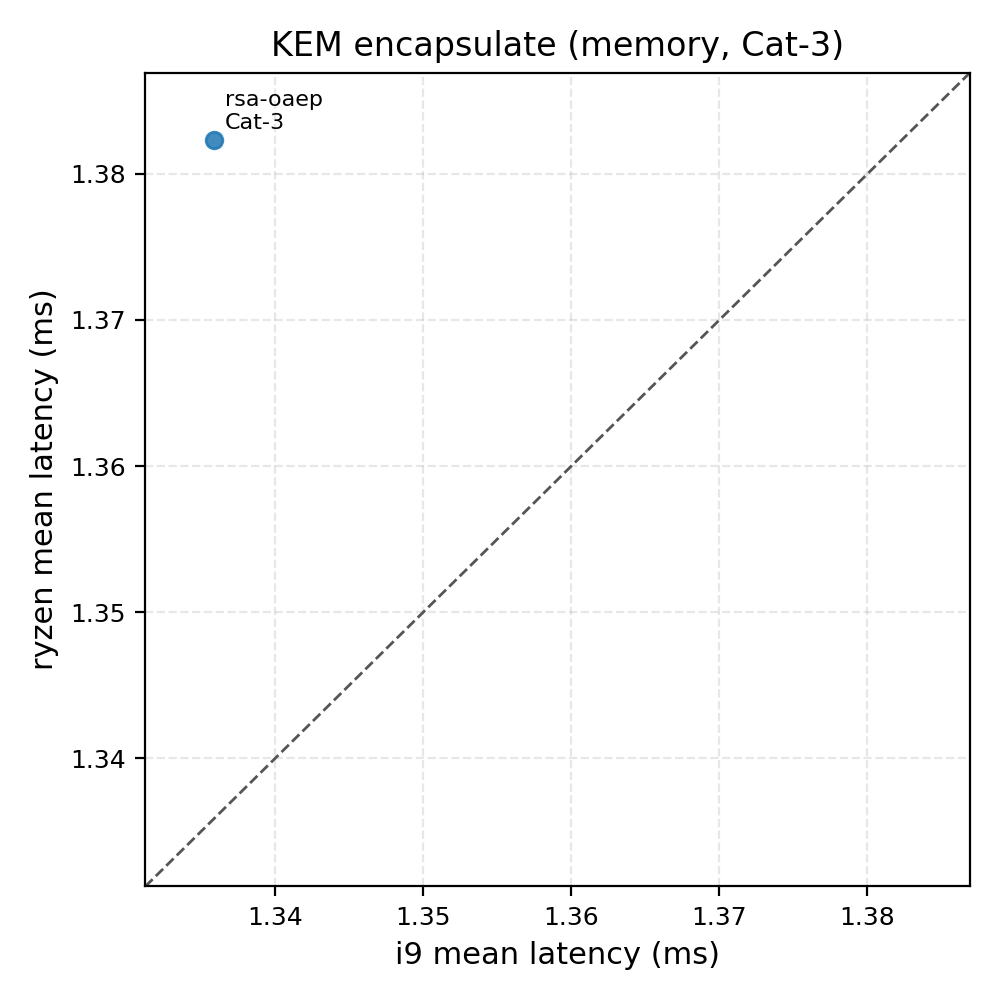 KEM encapsulate (memory, Cat-3)
rsa-oaep
Cat-3
ryzen mean latency (ms)
1.38
1.37
1.36
1.35
1.34
1.34
1.35
1.36
1.37
1.38
i9 mean latency (ms)